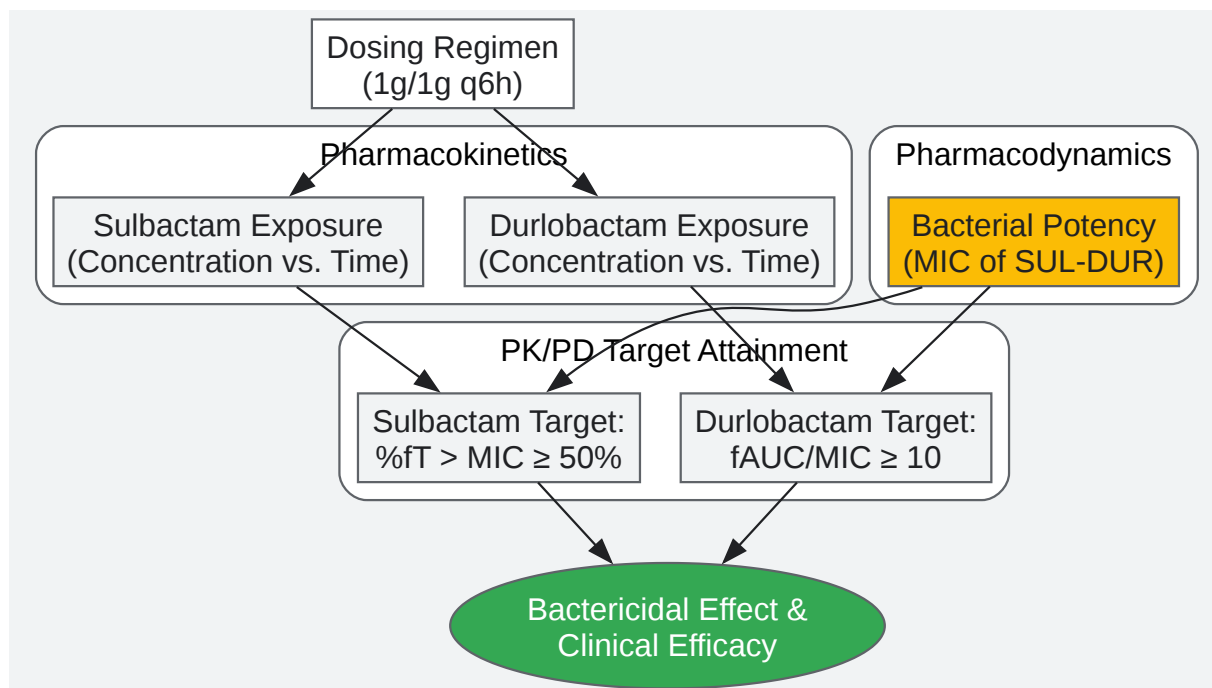 Dosing Regimen
(1g/1g q6h)
Pharmacokinetics
Pharmacodynamics
Sulbactam Exposure
(Concentration vs. Time)
Durlobactam Exposure
(Concentration vs. Time)
Bacterial Potency
(MIC of SUL-DUR)
PK/PD Target Attainment
Sulbactam Target:
%fT > MIC ≥ 50%
Durlobactam Target:
fAUC/MIC ≥ 10
Bactericidal Effect &
Clinical Efficacy